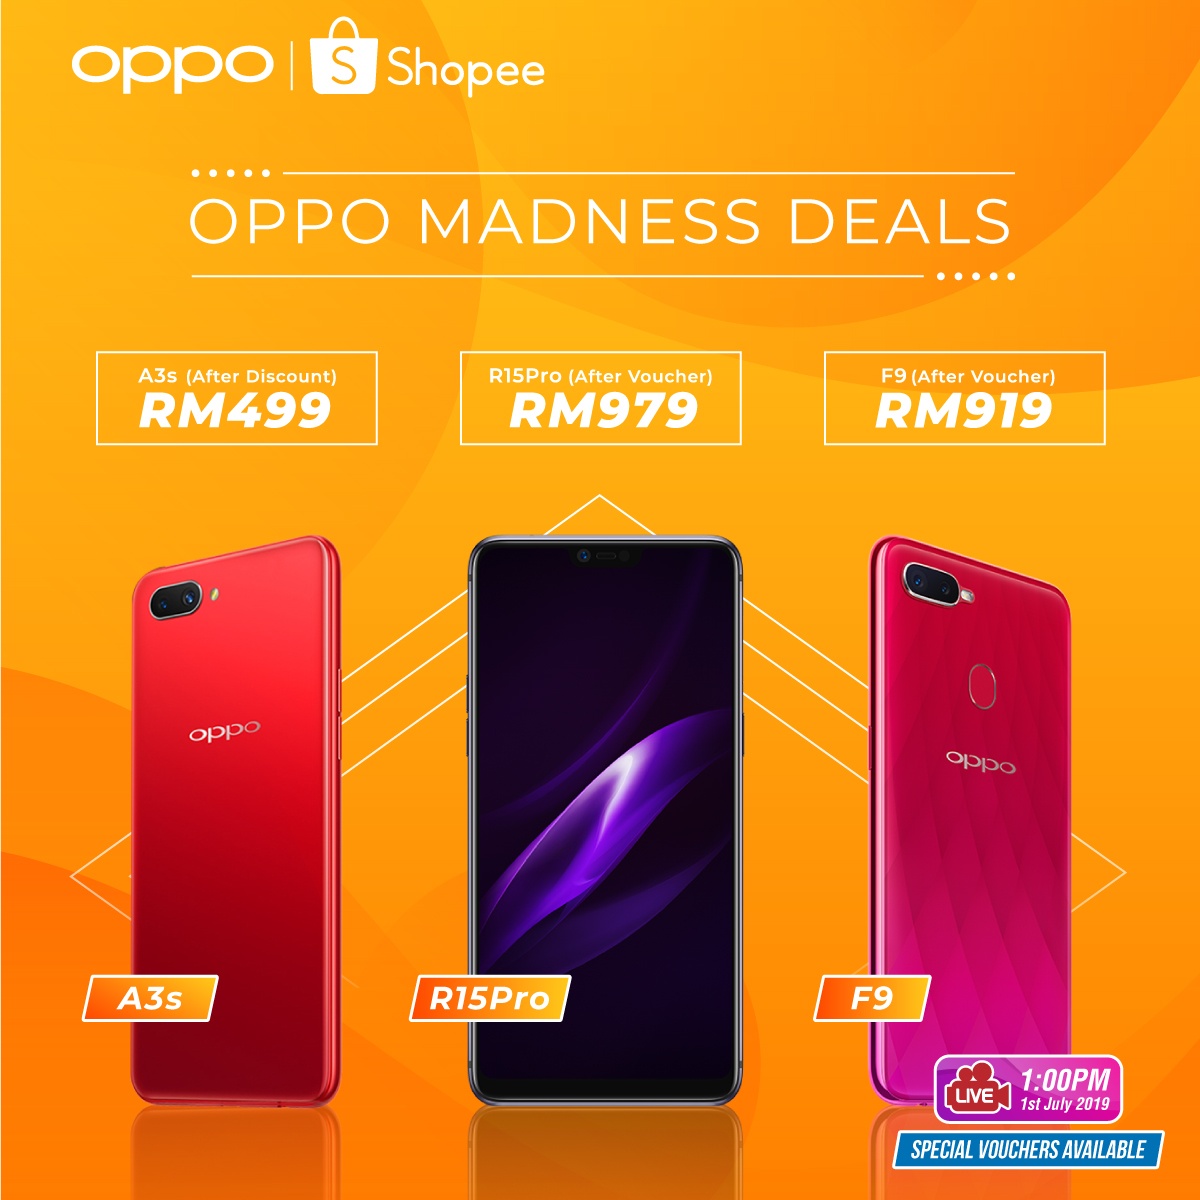 oppo | S Shopee
OPPO MADNESS DEALS
A3s (After Discount)
RM499
R15Pro (After Voucher)
RM979
F9 (After Voucher)
RM919
oppo
oppo
A3s
R15Pro
F9
LIVE
1:00PM
1st July 2019
SPECIAL VOUCHERS AVAILABLE